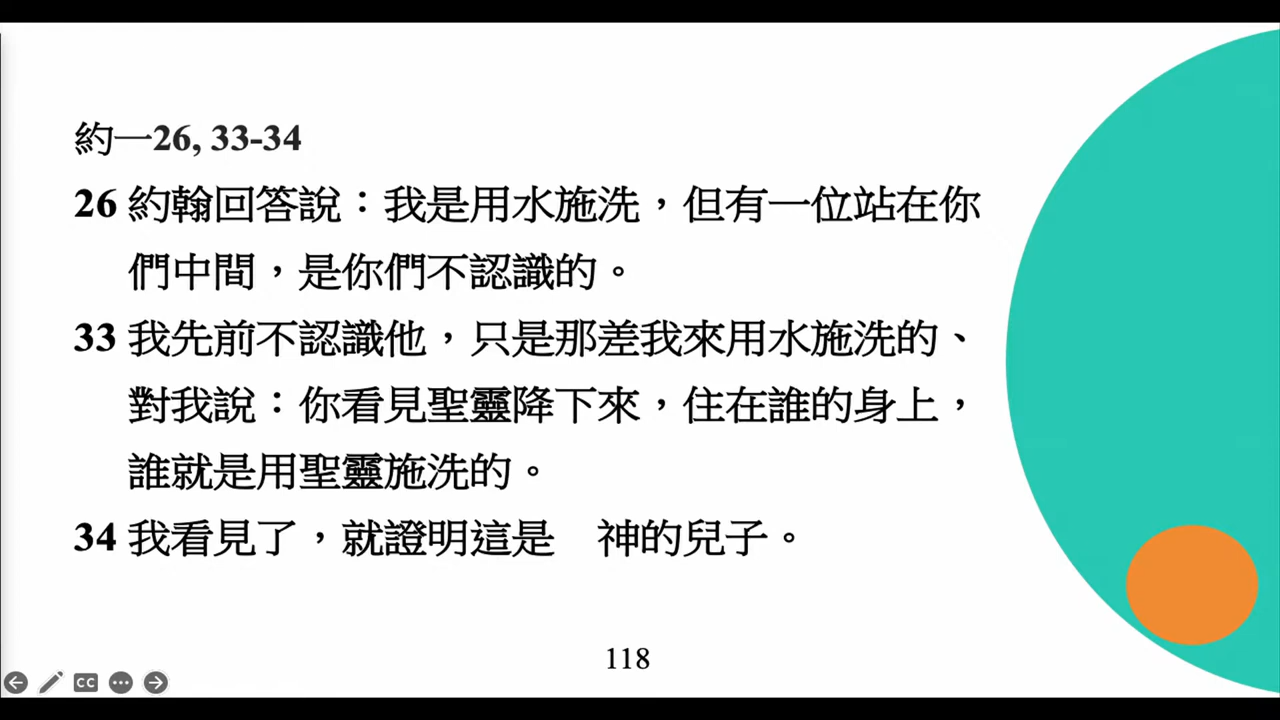 約一26, 33-34
26 約翰回答說：我是用水施洗，但有一位站在你
們中間，是你們不認識的。
33 我先前不認識他，只是那差我來用水施洗的、
對我說：你看見聖靈降下來，住在誰的身上，
誰就是用聖靈施洗的。
34 我看見了，就證明這是　神的兒子。
118
CC